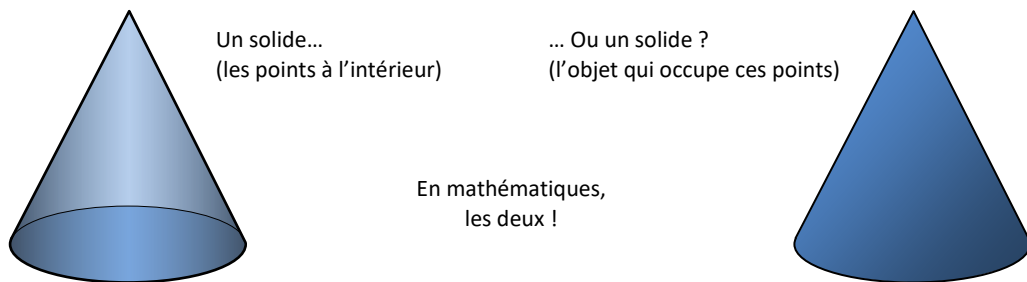 Un solide…
(les points à l’intérieur)
… Ou un solide ?
(l’objet qui occupe ces points)
En mathématiques,
les deux !